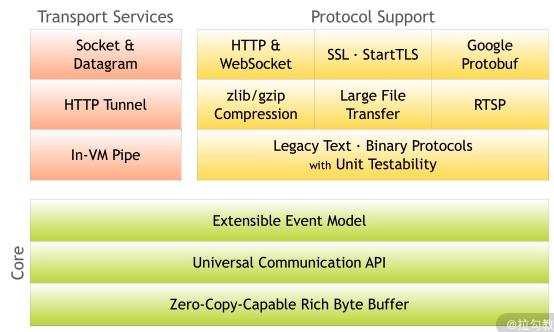 Transport Services
Protocol Support
Socket &
Datagram
HTTP &
WebSocket
SSL · StartTLS
Google
Protobuf
HTTP Tunnel
zlib/gzip
Compression
Large File
Transfer
RTSP
In-VM Pipe
Legacy Text · Binary Protocols
with Unit Testability
Core
Extensible Event Model
Universal Communication API
Zero-Copy-Capable Rich Byte Buffer
@拉勾教